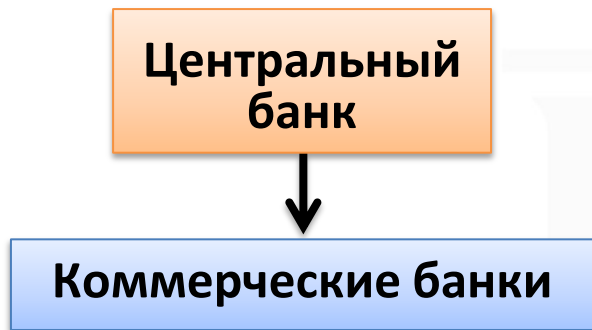 Центральный
банк
Коммерческие банки